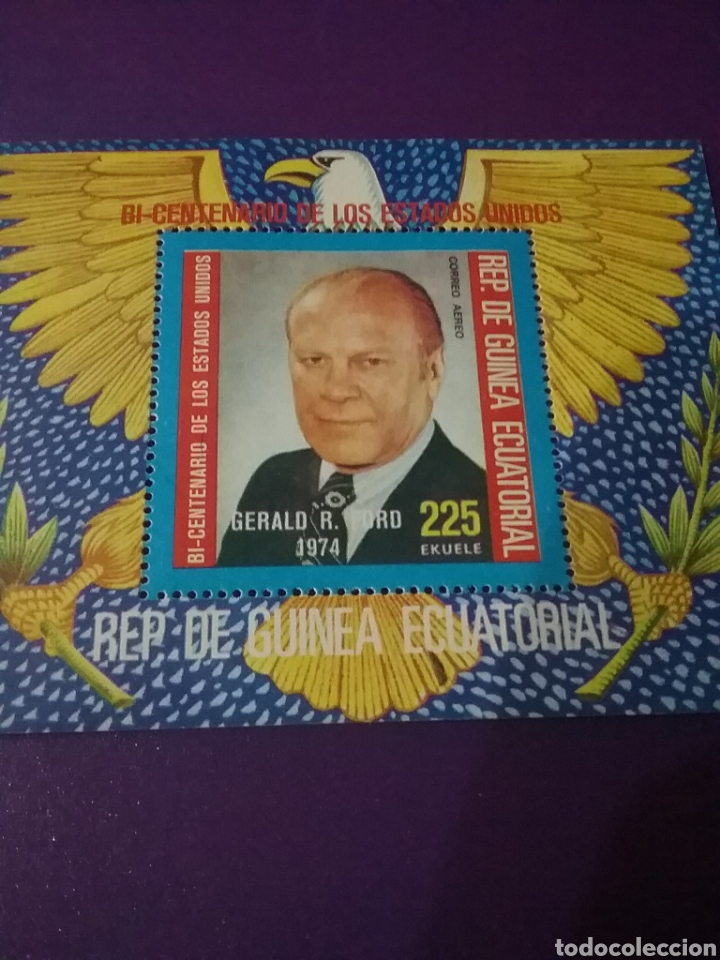 BI-CENTENARIO DE LOS ESTADOS UNIDOS
BI-CENTENARIO DE LOS ESTADOS UNIDOS
CORREO AEREO
REP. DE GUINEA ECUATORIAL
GERALD R. FORD
1974
225
EKUELE
REP DE GUINEA ECUATORIAL
todocoleccion